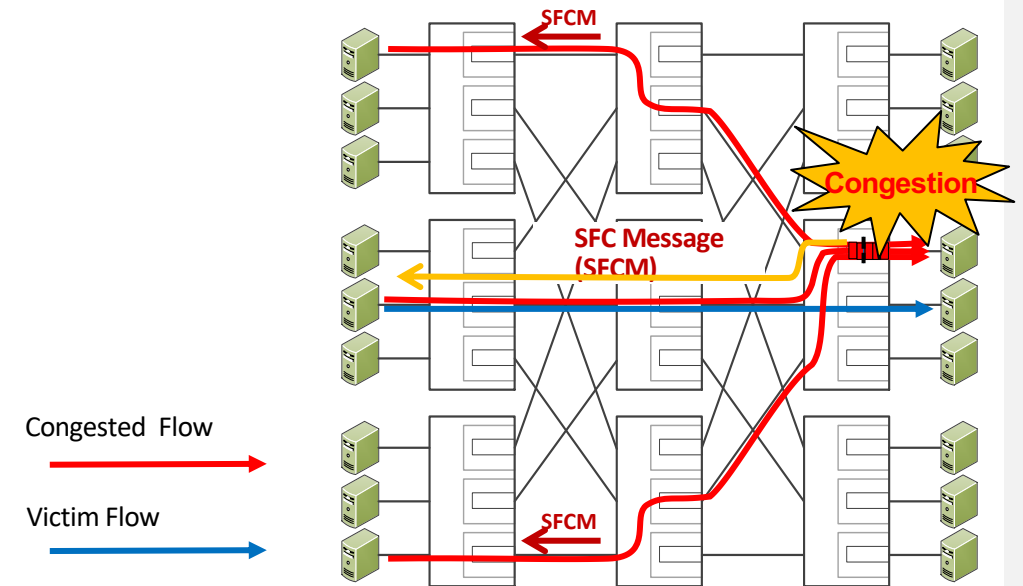 SFCM
Congestion
SFC Message
(SFCM)
Congested Flow
Victim Flow
SFCM